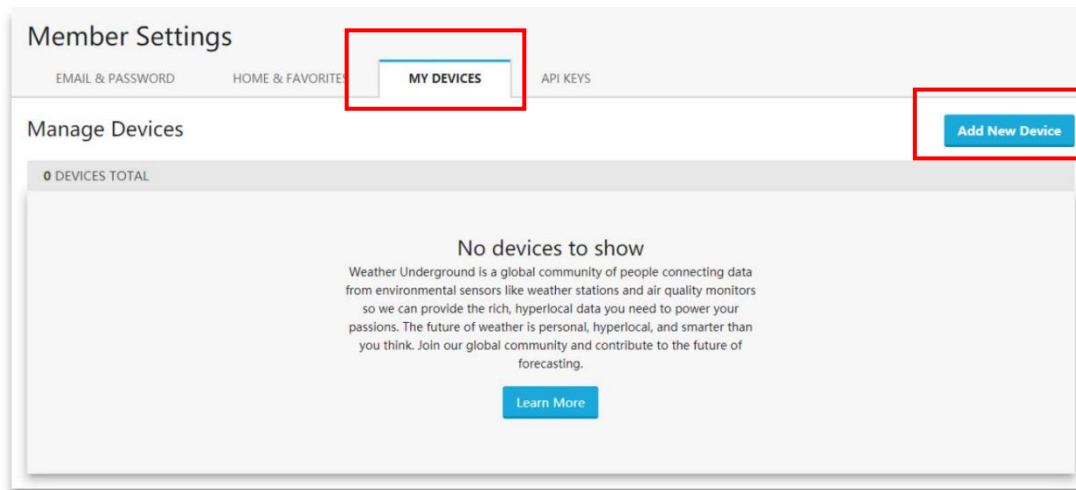 Member Settings
EMAIL & PASSWORD HOME & FAVORITES MY DEVICES API KEYS
Manage Devices Add New Device
0 DEVICES TOTAL
No devices to show
Weather Underground is a global community of people connecting data
from environmental sensors like weather stations and air quality monitors
so we can provide the rich, hyperlocal data you need to power your
passions. The future of weather is personal, hyperlocal, and smarter than
you think. Join our global community and contribute to the future of
forecasting.
Learn More